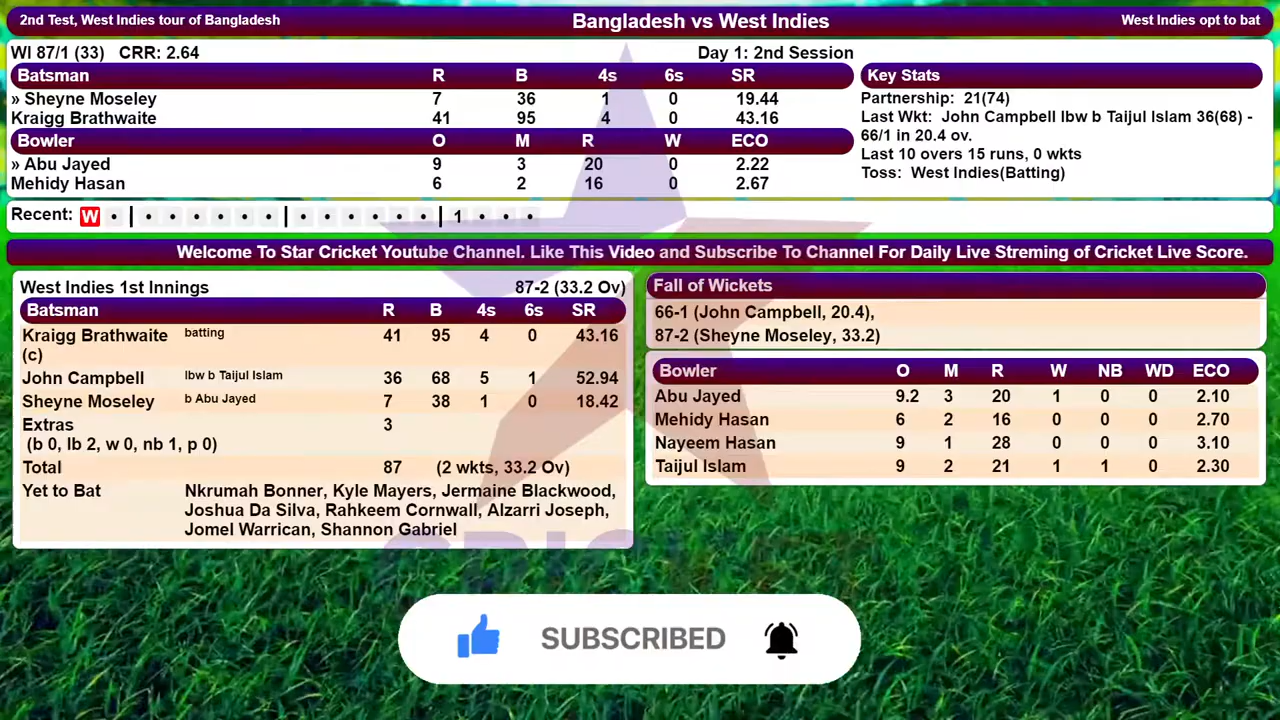 2nd Test, West Indies tour of Bangladesh Bangladesh vs West Indies West Indies opt to bat
WI 87/1 (33) CRR: 2.64 Day 1: 2nd Session
Batsman R B 4s 6s SR
» Sheyne Moseley 7 36 1 0 19.44
Kraigg Brathwaite 41 95 4 0 43.16
Bowler O M R W ECO
» Abu Jayed 9 3 20 0 2.22
Mehidy Hasan 6 2 16 0 2.67
Key Stats
Partnership: 21(74)
Last Wkt: John Campbell lbw b Taijul Islam 36(68) -
66/1 in 20.4 ov.
Last 10 overs 15 runs, 0 wkts
Toss: West Indies(Batting)
Recent: W • | • • • • • • | • • • • • • | 1 • • •
Welcome To Star Cricket Youtube Channel. Like This Video and Subscribe To Channel For Daily Live Streming of Cricket Live Score.
West Indies 1st Innings 87-2 (33.2 Ov)
Batsman R B 4s 6s SR
Kraigg Brathwaite batting 41 95 4 0 43.16
(c)
John Campbell lbw b Taijul Islam 36 68 5 1 52.94
Sheyne Moseley b Abu Jayed 7 38 1 0 18.42
Extras 3
(b 0, lb 2, w 0, nb 1, p 0)
Total 87 (2 wkts, 33.2 Ov)
Yet to Bat Nkrumah Bonner, Kyle Mayers, Jermaine Blackwood,
Joshua Da Silva, Rahkeem Cornwall, Alzarri Joseph,
Jomel Warrican, Shannon Gabriel
Fall of Wickets
66-1 (John Campbell, 20.4),
87-2 (Sheyne Moseley, 33.2)
Bowler O M R W NB WD ECO
Abu Jayed 9.2 3 20 1 0 0 2.10
Mehidy Hasan 6 2 16 0 0 0 2.70
Nayeem Hasan 9 1 28 0 0 0 3.10
Taijul Islam 9 2 21 1 1 0 2.30
SUBSCRIBED